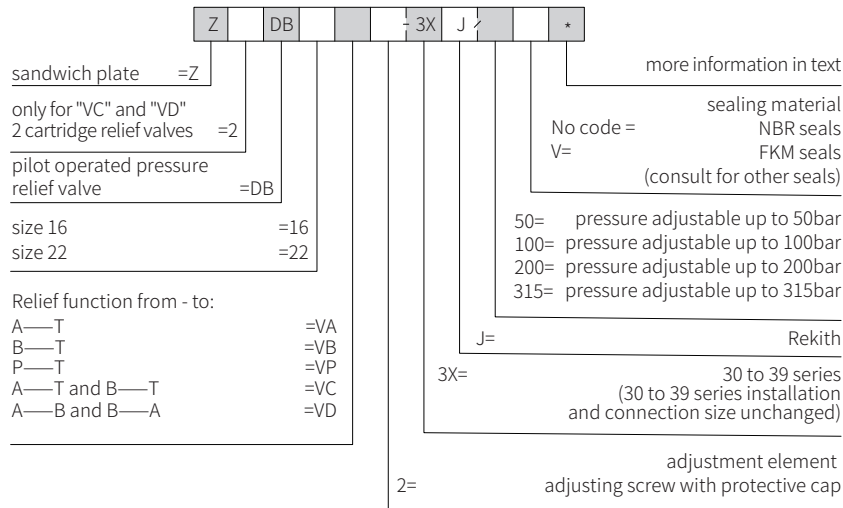 Z DB - 3X J / *
sandwich plate =Z
only for "VC" and "VD"
2 cartridge relief valves =2
pilot operated pressure
relief valve =DB
size 16 =16
size 22 =22
Relief function from - to:
A——T =VA
B——T =VB
P——T =VP
A——T and B——T =VC
A——B and B——A =VD
more information in text
sealing material
No code = NBR seals
V= FKM seals
(consult for other seals)
50= pressure adjustable up to 50bar
100= pressure adjustable up to 100bar
200= pressure adjustable up to 200bar
315= pressure adjustable up to 315bar
J= Rekith
3X= 30 to 39 series
(30 to 39 series installation
and connection size unchanged)
adjustment element
2= adjusting screw with protective cap